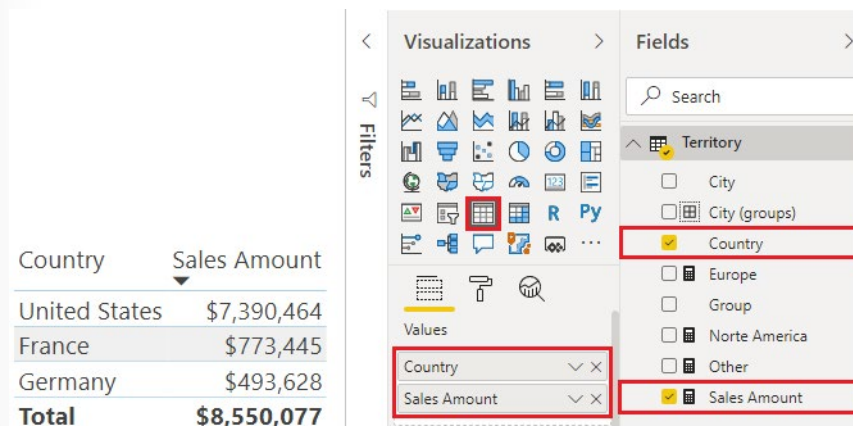 Visualizations
Fields
Search
Filters
Territory
City
City (groups)
Country
Europe
Group
Norte America
Other
Sales Amount
123
R
Py
Values
Country
Sales Amount
Country Sales Amount
United States $7,390,464
France $773,445
Germany $493,628
Total $8,550,077